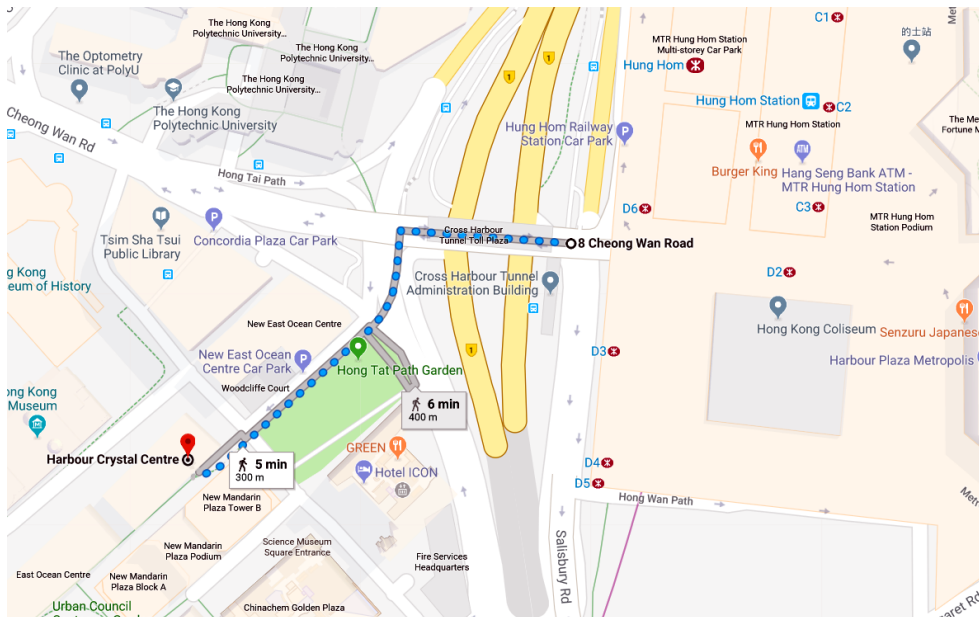 The Hong Kong
Polytechnic University...
The Optometry
Clinic at PolyU
The Hong Kong
Polytechnic University...
The Hong Kong
Polytechnic University...
The Hong Kong
Polytechnic University
Cheong Wan Rd
Hong Tai Path
1
1
C1
MTR Hung Hom Station
Multi-storey Car Park
的士站
Hung Hom
Hung Hom Station
C2
MTR Hung Hom Station
The Me
Fortune M
Hung Hom Railway
Station Car Park
P
Burger King
ATM
Hang Seng Bank ATM -
MTR Hung Hom Station
C3
D6
MTR Hung Hom
Station Podium
P
Tsim Sha Tsui
Public Library
Concordia Plaza Car Park
Cross Harbour
Tunnel Toll Plaza
8 Cheong Wan Road
g Kong
eum of History
Cross Harbour Tunnel
Administration Building
D2
Hong Kong Coliseum
Senzuru Japanes
Harbour Plaza Metropolis
New East Ocean Centre
New East Ocean
Centre Car Park
P
1
D3
Hong Tat Path Garden
Woodcliffe Court
ong Kong
Museum
6 min
400 m
Harbour Crystal Centre
5 min
300 m
GREEN
Hotel ICON
D4
D5
Hong Wan Path
New Mandarin
Plaza Tower B
New Mandarin
Plaza Podium
Science Museum
Square Entrance
Fire Services
Headquarters
Salisbury Rd
East Ocean Centre
New Mandarin
Plaza Block A
Urban Council
Chinachem Golden Plaza